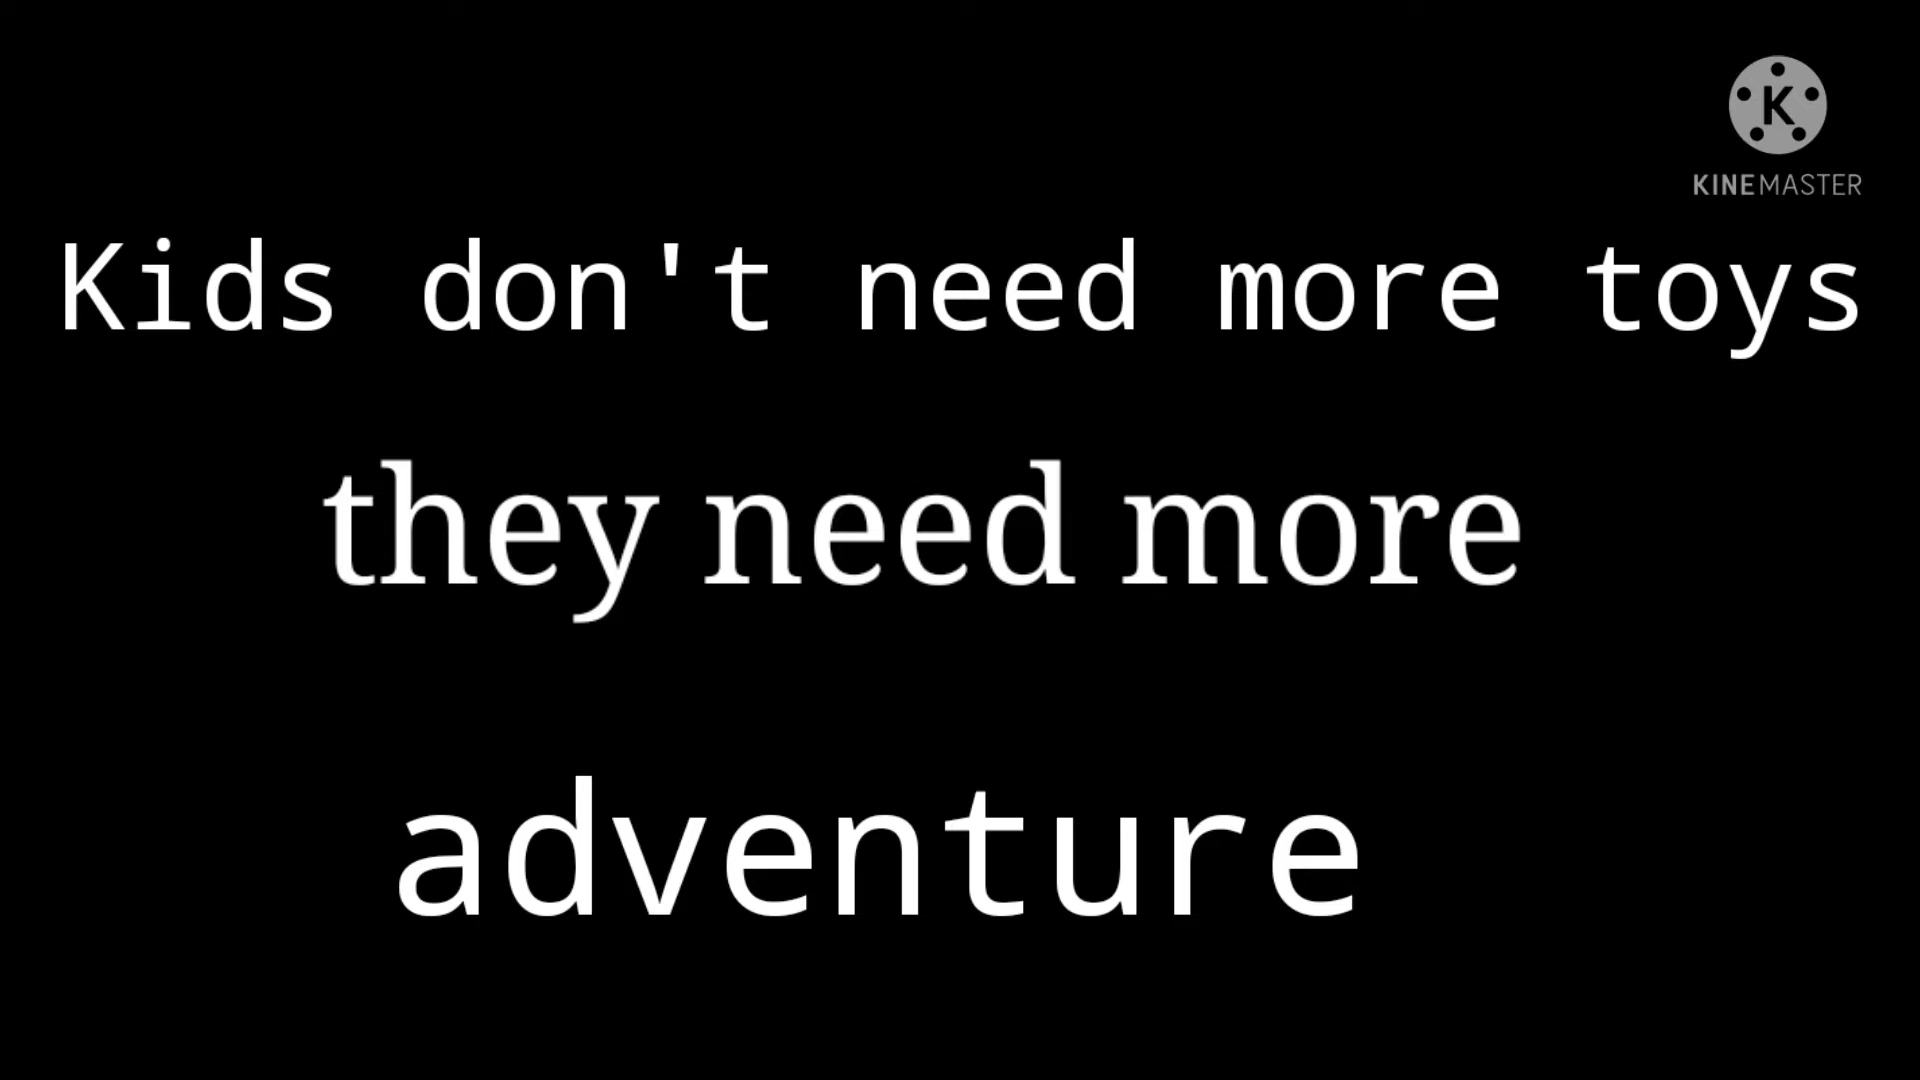 K
KINEMASTER
Kids don't need more toys
they need more
adventure